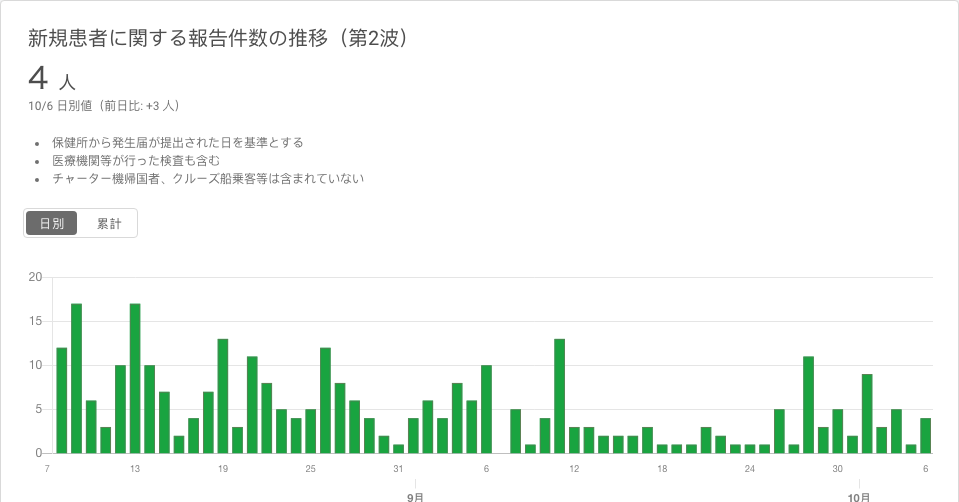 新規患者に関する報告件数の推移（第2波）
4 人
10/6 日別値（前日比: +3 人）
• 保健所から発生届が提出された日を基準とする
• 医療機関等が行った検査も含む
• チャーター機帰国者、クルーズ船乗客等は含まれていない
日別 累計
20
15
10
5
0
7 13 19 25 31 6 12 18 24 30 6
9月 10月